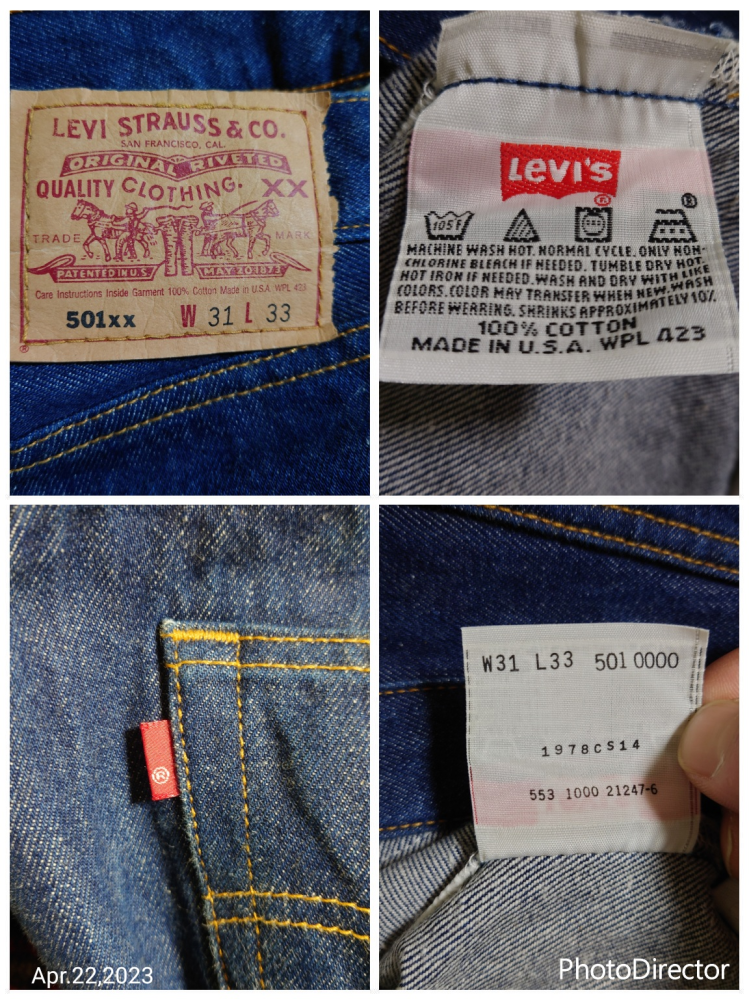 LEVI STRAUSS & CO.
SAN FRANCISCO, CAL.
ORIGINAL RIVETED
QUALITY CLOTHING. XX
TRADE MARK
PATENTED IN U.S. MAY 20 1873
Care Instructions Inside Garment 100% Cotton Made in U.S.A. WPL 423
501xx W 31 L 33
®
LEVI'S
®
105F
®
MACHINE WASH HOT. NORMAL CYCLE. ONLY NON-
CHLORINE BLEACH IF NEEDED. TUMBLE DRY HOT.
HOT IRON IF NEEDED. WASH AND DRY WITH LIKE
COLORS. COLOR MAY TRANSFER WHEN NEW. WASH
BEFORE WEARING. SHRINKS APPROXIMATELY 10%
100% COTTON
MADE IN U.S.A. WPL 423
®
Apr.22,2023
W31 L33 501 0000
1978CS14
553 1000 21247-6
PhotoDirector